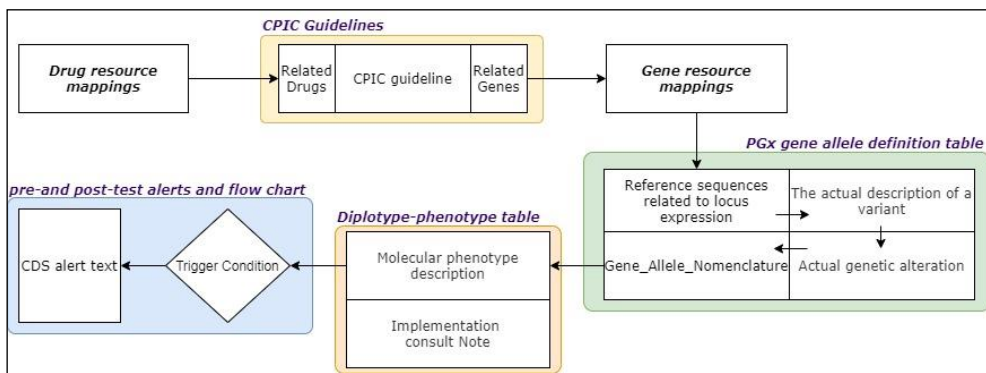 CPIC Guidelines
Drug resource
mappings
Related
Drugs
CPIC guideline
Related
Genes
Gene resource
mappings
PGx gene allele definition table
Reference sequences
related to locus
expression
The actual description of a
variant
Gene_Allele_Nomenclature
Actual genetic alteration
Diplotype-phenotype table
Molecular phenotype
description
Implementation
consult Note
pre-and post-test alerts and flow chart
Trigger Condition
CDS alert text